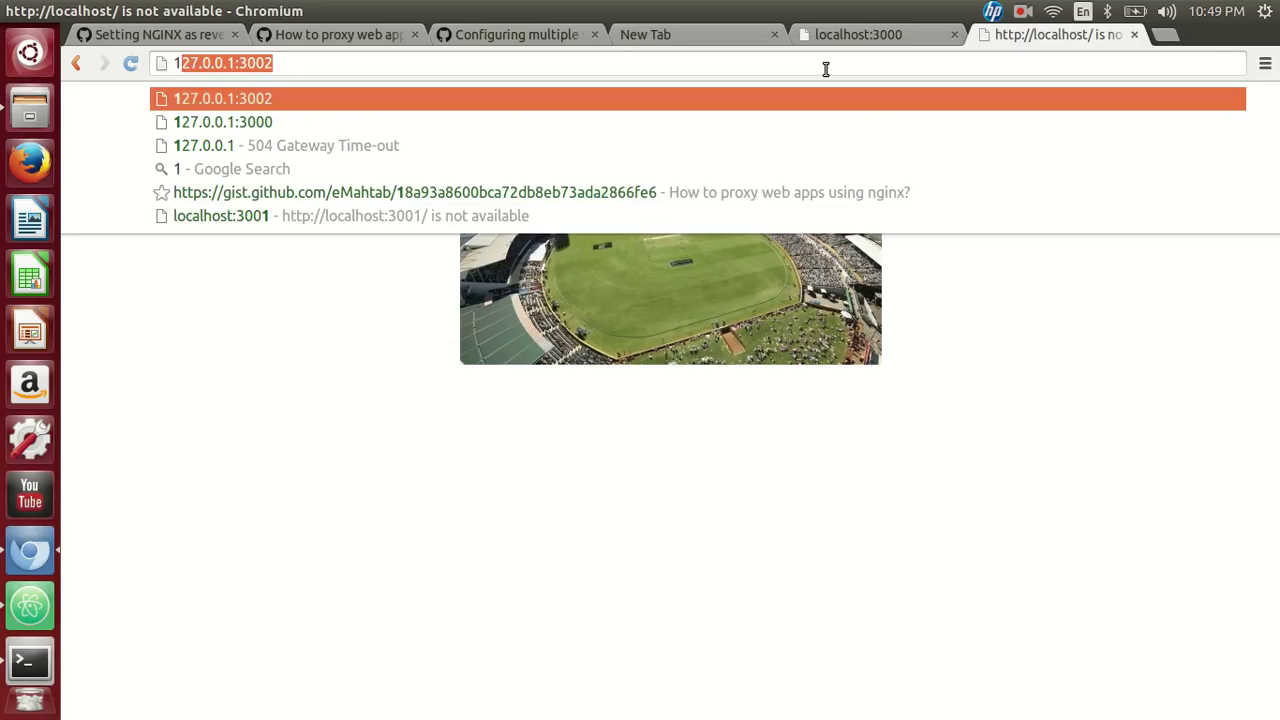 http://localhost/ is not available - Chromium
hp
En
10:49 PM
Setting NGINX as reve
How to proxy web app
Configuring multiple
New Tab
localhost:3000
http://localhost/ is no
127.0.0.1:3002
127.0.0.1:3002
127.0.0.1:3000
127.0.0.1 - 504 Gateway Time-out
1 - Google Search
https://gist.github.com/eMahtab/18a93a8600bca72db8eb73ada2866fe6 - How to proxy web apps using nginx?
localhost:3001 - http://localhost:3001/ is not available
a
You
Tube
>_